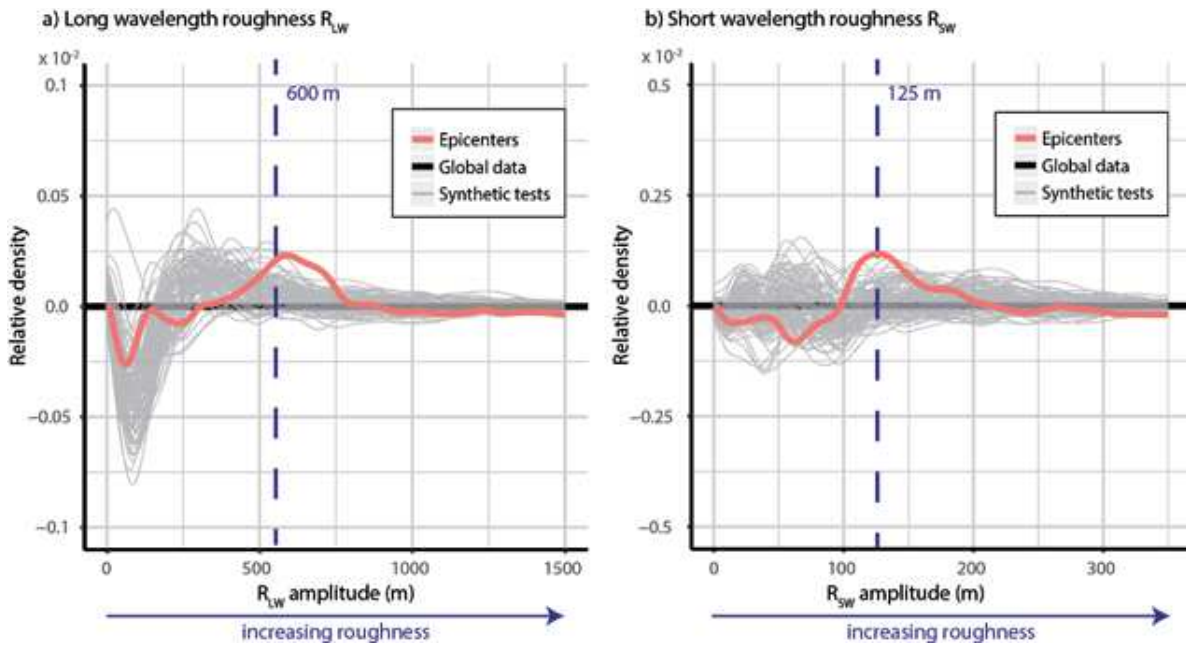 a) Long wavelength roughness R_LW
x 10⁻²
0.1
0.05
0.0
−0.05
−0.1
Relative density
600 m
Epicenters
Global data
Synthetic tests
0 500 1000 1500
R_LW amplitude (m)
increasing roughness
b) Short wavelength roughness R_SW
x 10⁻²
0.5
0.25
0.0
−0.25
−0.5
Relative density
125 m
Epicenters
Global data
Synthetic tests
0 100 200 300
R_SW amplitude (m)
increasing roughness